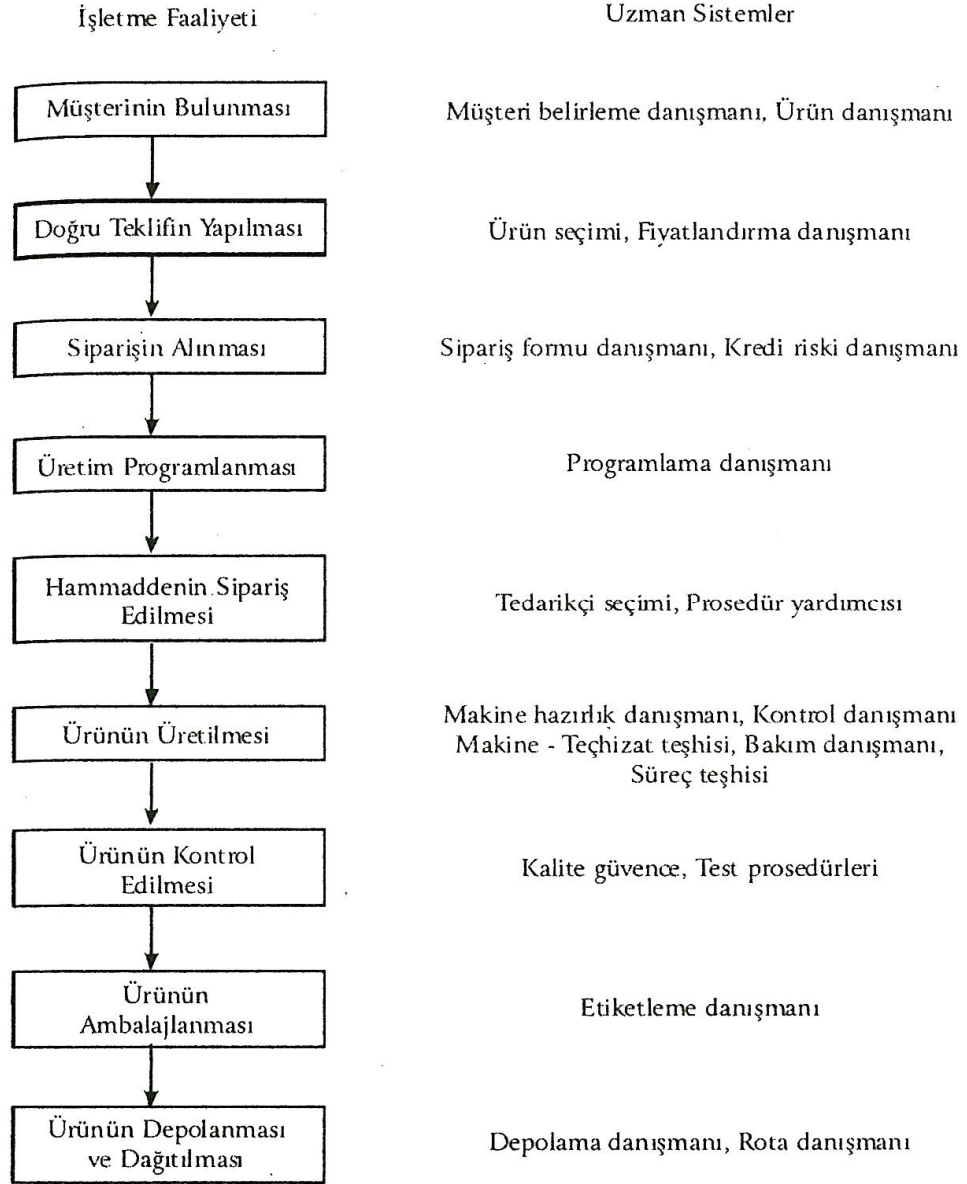 İşletme Faaliyeti
Uzman Sistemler
Müşterinin Bulunması
Müşteri belirleme danışmanı, Ürün danışmanı
Doğru Teklifin Yapılması
Ürün seçimi, Fiyatlandırma danışmanı
Siparişin Alınması
Sipariş formu danışmanı, Kredi riski danışmanı
Üretim Programlanması
Programlama danışmanı
Hammaddenin Sipariş
Edilmesi
Tedarikçi seçimi, Prosedür yardımcısı
Ürünün Üretilmesi
Makine hazırlık danışmanı, Kontrol danışmanı
Makine - Teçhizat teşhisi, Bakım danışmanı,
Süreç teşhisi
Ürünün Kontrol
Edilmesi
Kalite güvence, Test prosedürleri
Ürünün
Ambalajlanması
Etiketleme danışmanı
Ürünün Depolanması
ve Dağıtılması
Depolama danışmanı, Rota danışmanı